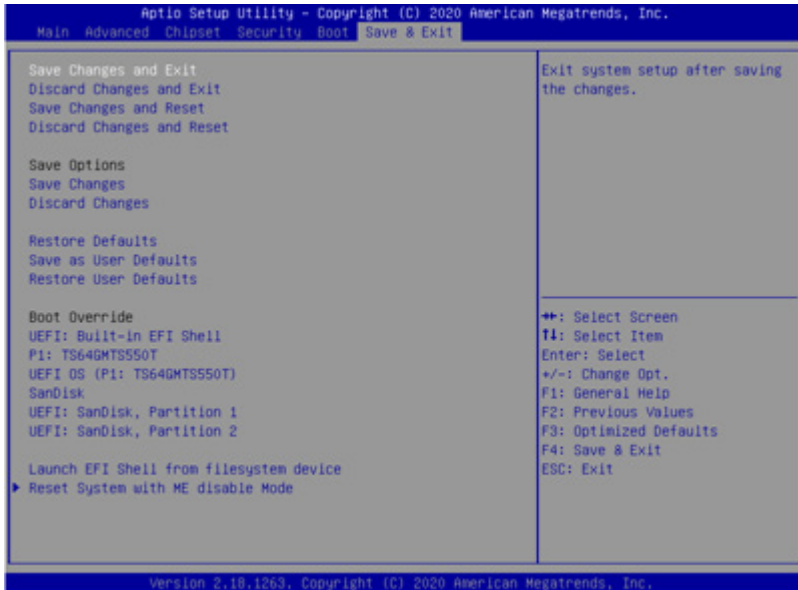 Aptio Setup Utility – Copyright (C) 2020 American Megatrends, Inc.
Main Advanced Chipset Security Boot Save & Exit
Save Changes and Exit
Discard Changes and Exit
Save Changes and Reset
Discard Changes and Reset
Save Options
Save Changes
Discard Changes
Restore Defaults
Save as User Defaults
Restore User Defaults
Boot Override
UEFI: Built-in EFI Shell
P1: TS64GMTS550T
UEFI OS (P1: TS64GMTS550T)
SanDisk
UEFI: SanDisk, Partition 1
UEFI: SanDisk, Partition 2
Launch EFI Shell from filesystem device
Reset System with ME disable Mode
Exit system setup after saving
the changes.
→←: Select Screen
↑↓: Select Item
Enter: Select
+/-: Change Opt.
F1: General Help
F2: Previous Values
F3: Optimized Defaults
F4: Save & Exit
ESC: Exit
Version 2.18.1263. Copyright (C) 2020 American Megatrends, Inc.